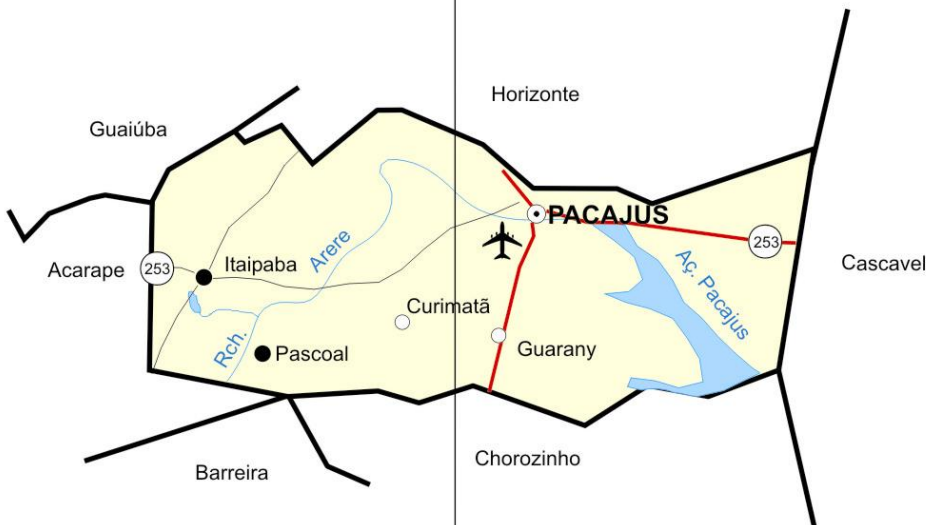 Horizonte
Guaiúba
PACAJUS
Arere
253
Acarape
253
Itaipaba
Cascavel
Aç. Pacajus
Curimatã
Rch.
Pascoal
Guarany
Chorozinho
Barreira